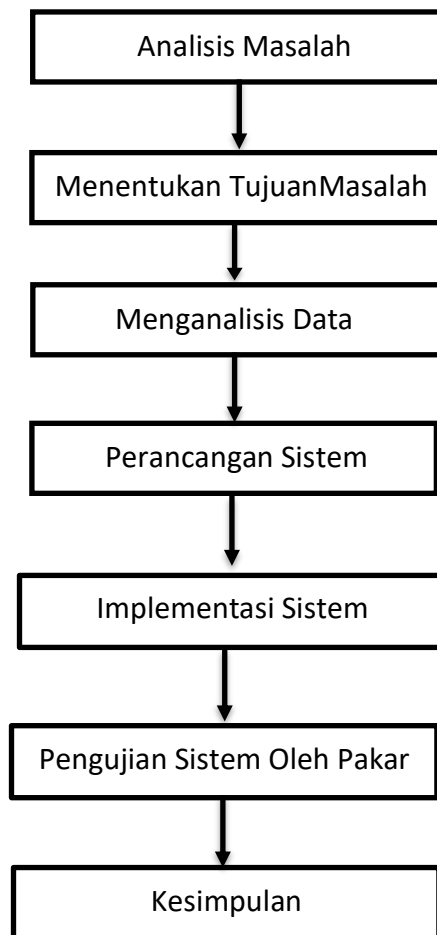 Analisis Masalah
Menentukan TujuanMasalah
Menganalisis Data
Perancangan Sistem
Implementasi Sistem
Pengujian Sistem Oleh Pakar
Kesimpulan